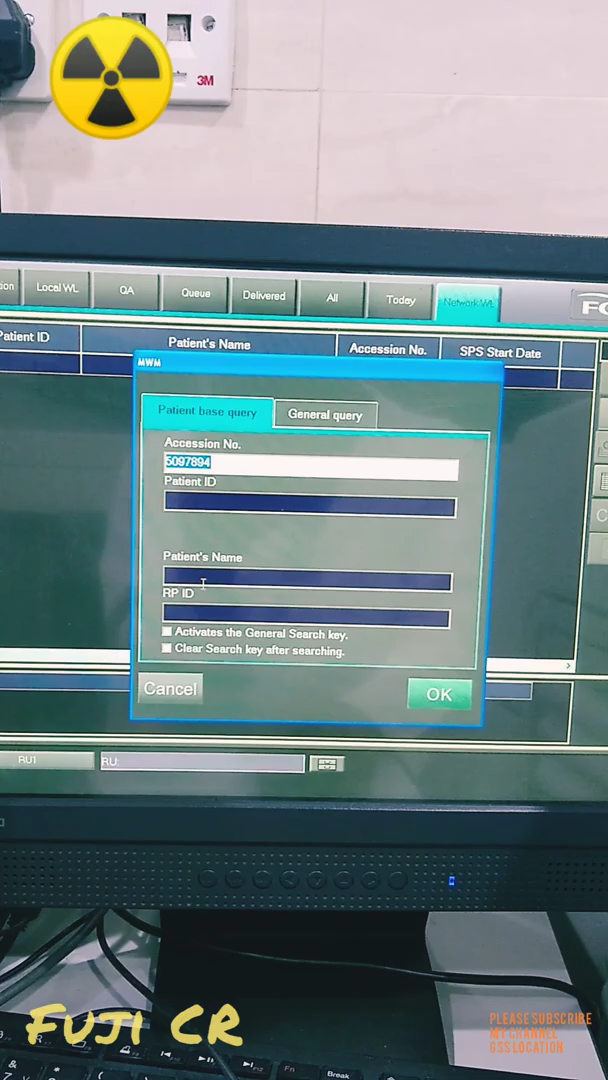 3M
Local WL
QA
Queue
Delivered
All
Today
Network WL
Patient ID
Patient's Name
Accession No.
SPS Start Date
MWM
Patient base query
General query
Accession No.
5097894
Patient ID
Patient's Name
RP ID
Activates the General Search key.
Clear Search key after searching.
Cancel
OK
RU1
RU:
FUJI CR
PLEASE SUBSCRIBE
MY CHANNEL
GSS LOCATION
Fn
Break